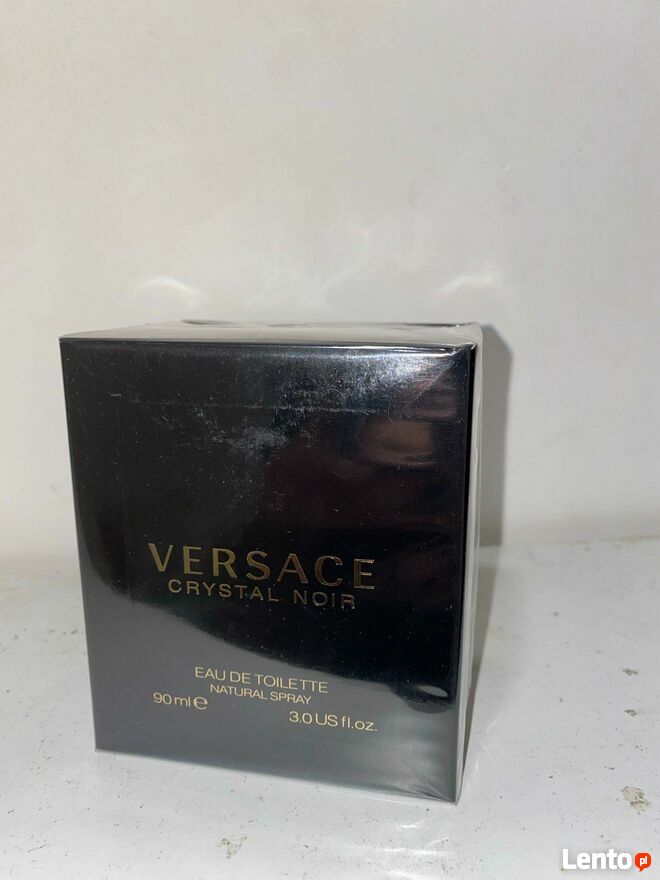 VERSACE
CRYSTAL NOIR
EAU DE TOILETTE
NATURAL SPRAY
90 ml e 3.0 US fl.oz.
Lento pl